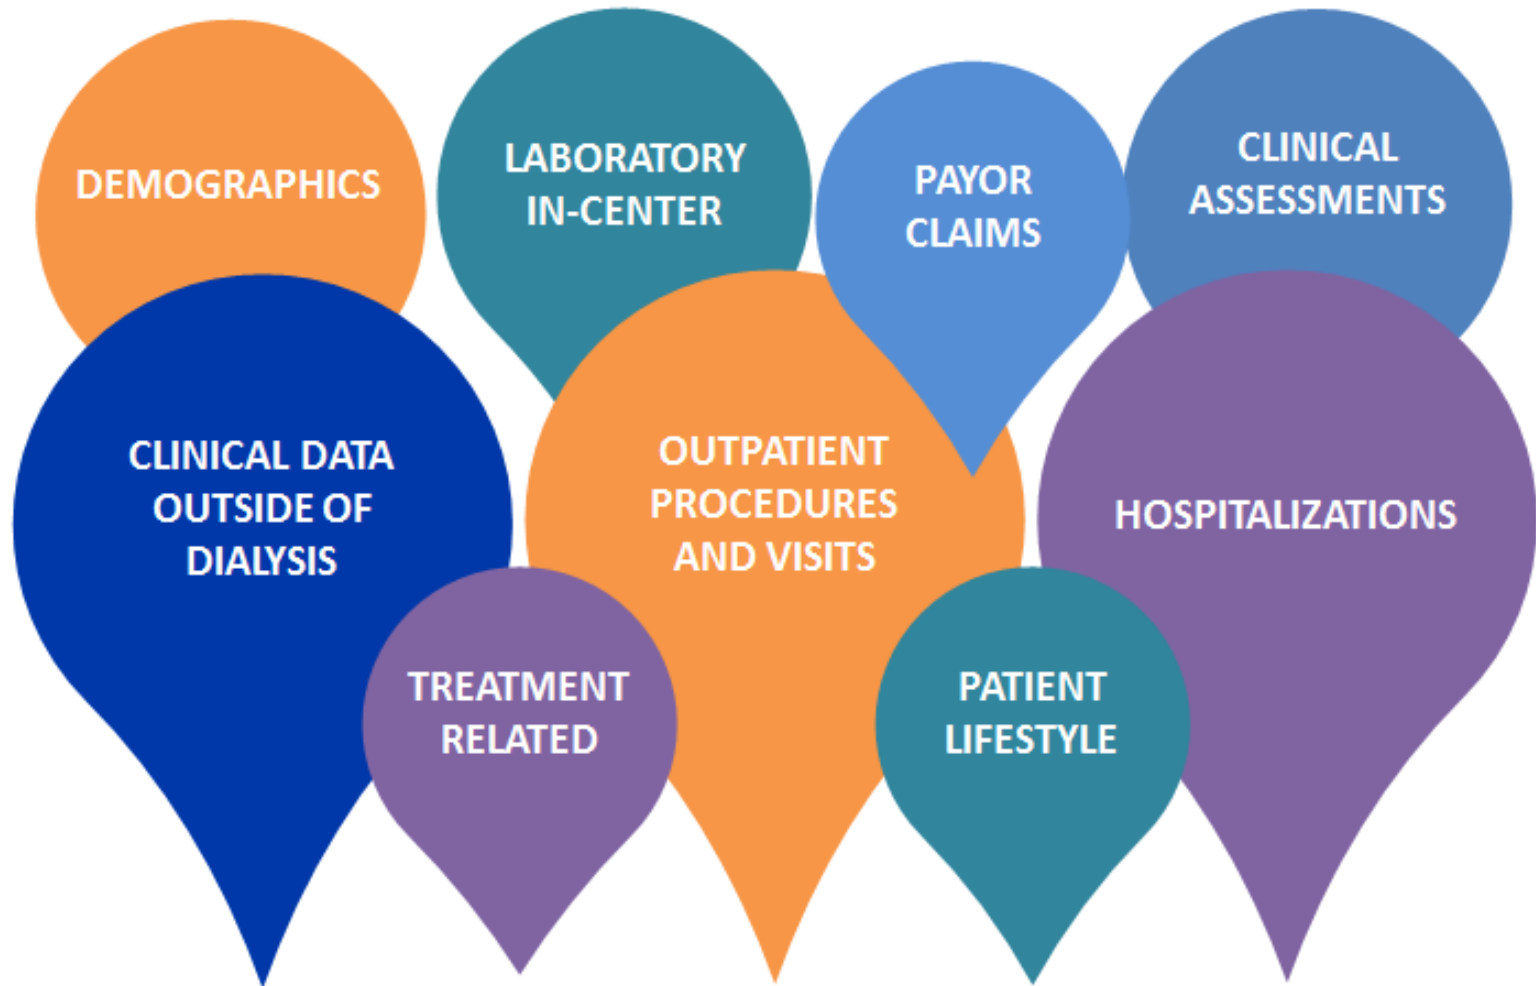 DEMOGRAPHICS
LABORATORY
IN-CENTER
PAYOR
CLAIMS
CLINICAL
ASSESSMENTS
CLINICAL DATA
OUTSIDE OF
DIALYSIS
OUTPATIENT
PROCEDURES
AND VISITS
HOSPITALIZATIONS
TREATMENT
RELATED
PATIENT
LIFESTYLE